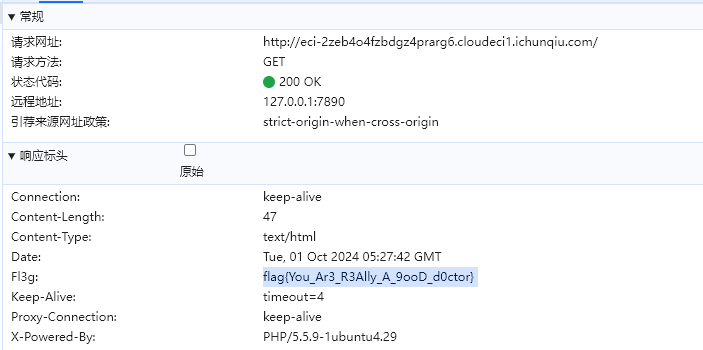 常规
请求网址: http://eci-2zeb4o4fzbdgz4prarg6.cloudeci1.ichunqiu.com/
请求方法: GET
状态代码: 200 OK
远程地址: 127.0.0.1:7890
引荐来源网址政策: strict-origin-when-cross-origin
响应标头
原始
Connection: keep-alive
Content-Length: 47
Content-Type: text/html
Date: Tue, 01 Oct 2024 05:27:42 GMT
Fl3g: flag{You_Ar3_R3Ally_A_9ooD_d0ctor}
Keep-Alive: timeout=4
Proxy-Connection: keep-alive
X-Powered-By: PHP/5.5.9-1ubuntu4.29